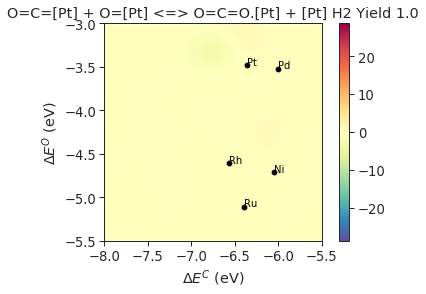 O=C=[Pt] + O=[Pt] <=> O=C=O.[Pt] + [Pt] H2 Yield 1.0
−3.0
−3.5
−4.0
−4.5
−5.0
−5.5
ΔE^O (eV)
Pt
Pd
Rh
Ni
Ru
−8.0 −7.5 −7.0 −6.5 −6.0 −5.5
ΔE^C (eV)
20
10
0
−10
−20